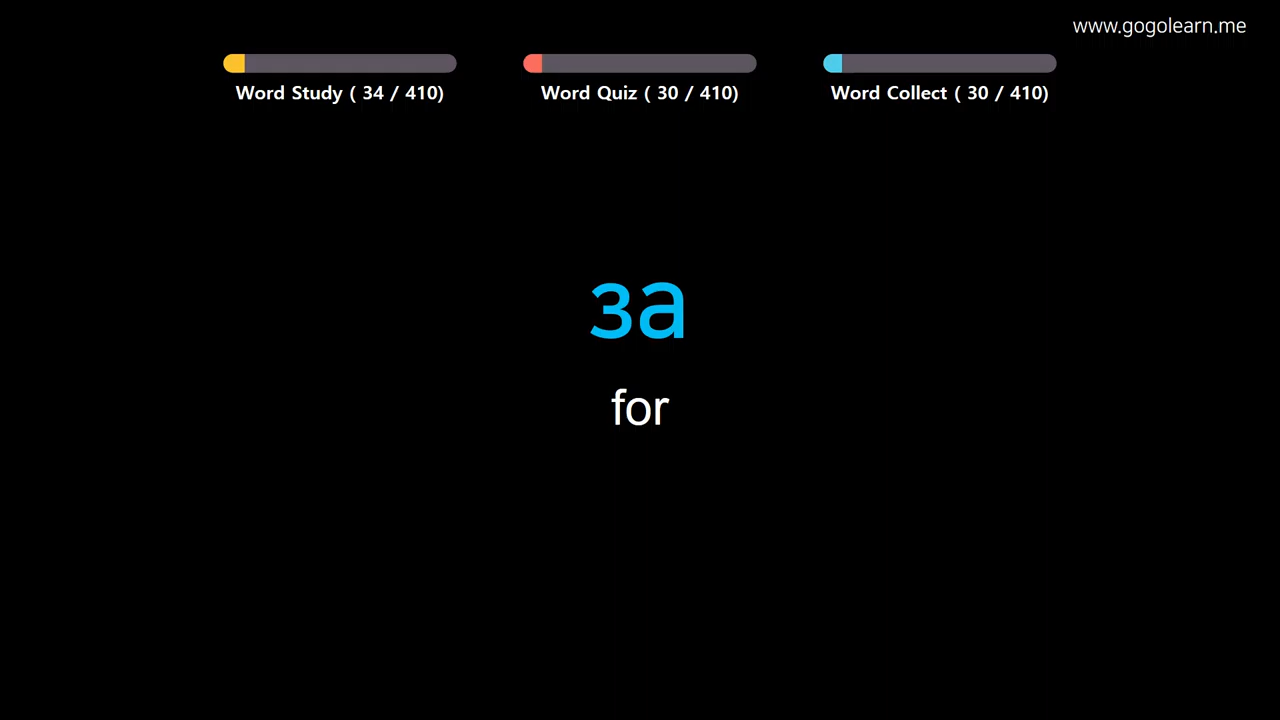 www.gogolearn.me
Word Study ( 34 / 410)
Word Quiz ( 30 / 410)
Word Collect ( 30 / 410)
за
for